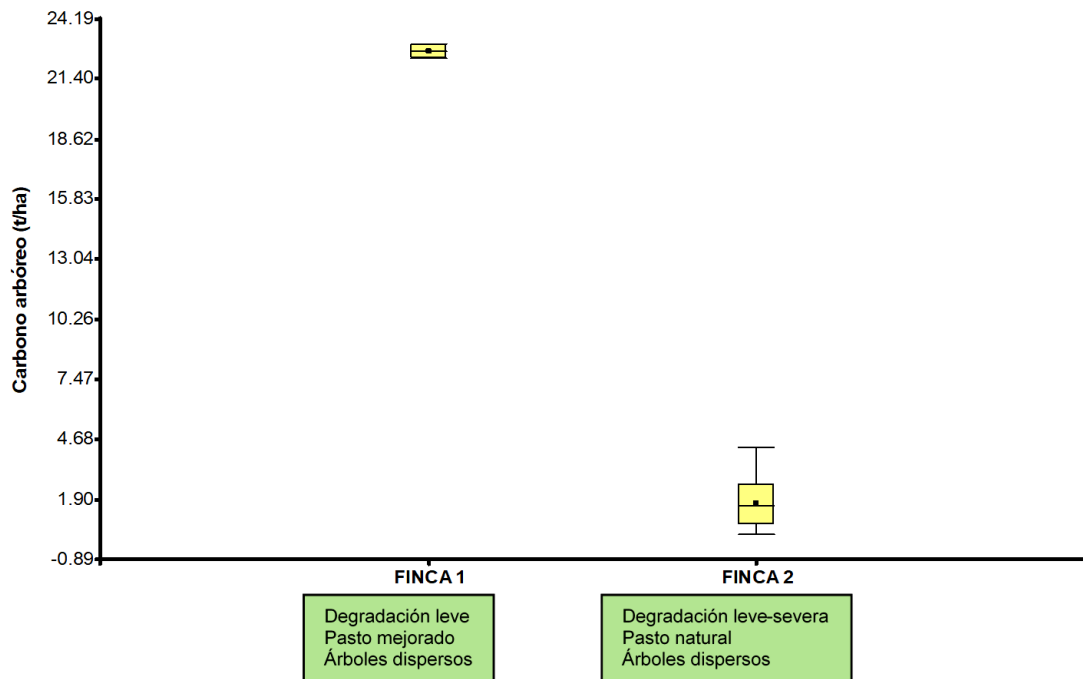 24.19
21.40
18.62
15.83
13.04
10.26
7.47
4.68
1.90
-0.89
Carbono arbóreo (t/ha)
FINCA 1
FINCA 2
Degradación leve
Pasto mejorado
Árboles dispersos
Degradación leve-severa
Pasto natural
Árboles dispersos